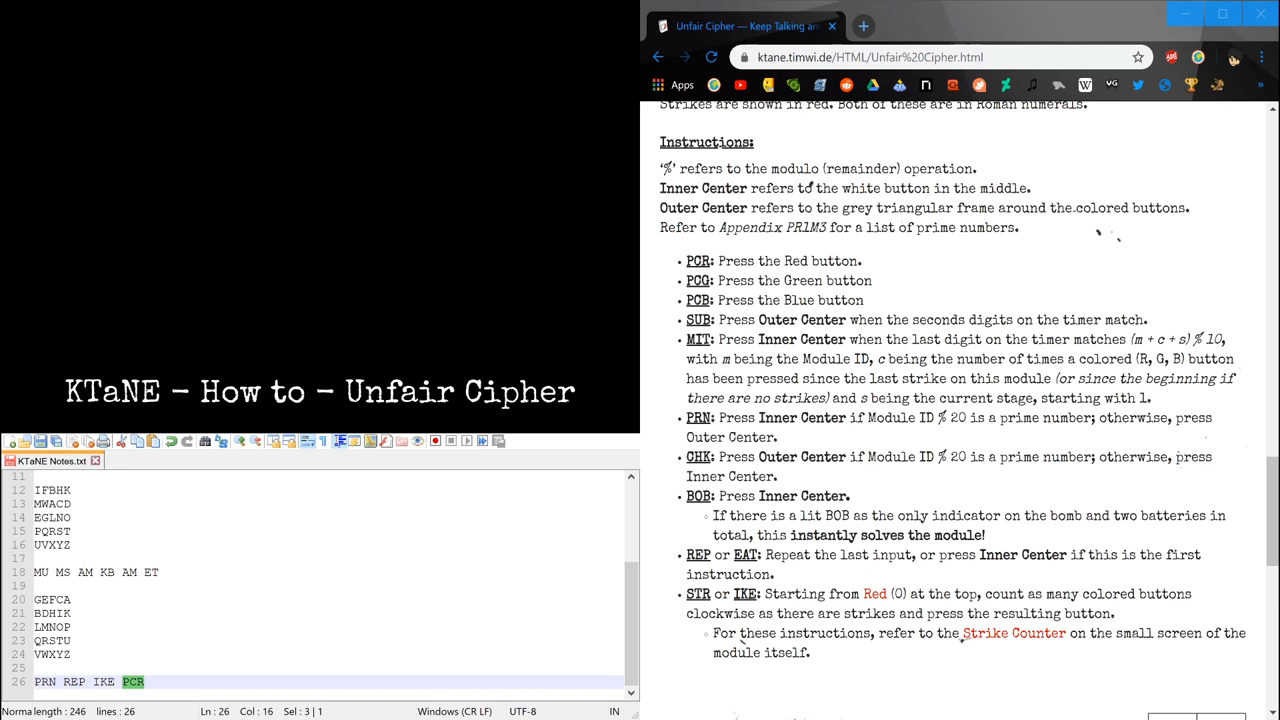 KTaNE - How to - Unfair Cipher
KTaNE Notes.txt
11
12 IFBHK
13 MWACD
14 EGLNO
15 PQRST
16 UVXYZ
17
18 MU MS AM KB AM ET
19
20 GEFCA
21 BDHIK
22 LMNOP
23 QRSTU
24 VWXYZ
25
26 PRN REP IKE PCR
Norma length : 246 lines : 26 Ln : 26 Col : 16 Sel : 3 | 1 Windows (CR LF) UTF-8 IN
Unfair Cipher — Keep Talking an
ktane.timwi.de/HTML/Unfair%20Cipher.html
Apps
Strikes are shown in red. Both of these are in Roman numerals.
Instructions:
‘%’ refers to the modulo (remainder) operation.
Inner Center refers to the white button in the middle.
Outer Center refers to the grey triangular frame around the colored buttons.
Refer to Appendix PR1M3 for a list of prime numbers.
• PCR: Press the Red button.
• PCG: Press the Green button
• PCB: Press the Blue button
• SUB: Press Outer Center when the seconds digits on the timer match.
• MIT: Press Inner Center when the last digit on the timer matches (m + c + s) % 10,
with m being the Module ID, c being the number of times a colored (R, G, B) button
has been pressed since the last strike on this module (or since the beginning if
there are no strikes) and s being the current stage, starting with 1.
• PRN: Press Inner Center if Module ID % 20 is a prime number; otherwise, press
Outer Center.
• CHK: Press Outer Center if Module ID % 20 is a prime number; otherwise, press
Inner Center.
• BOB: Press Inner Center.
◦ If there is a lit BOB as the only indicator on the bomb and two batteries in
total, this instantly solves the module!
• REP or EAT: Repeat the last input, or press Inner Center if this is the first
instruction.
• STR or IKE: Starting from Red (0) at the top, count as many colored buttons
clockwise as there are strikes and press the resulting button.
◦ For these instructions, refer to the Strike Counter on the small screen of the
module itself.